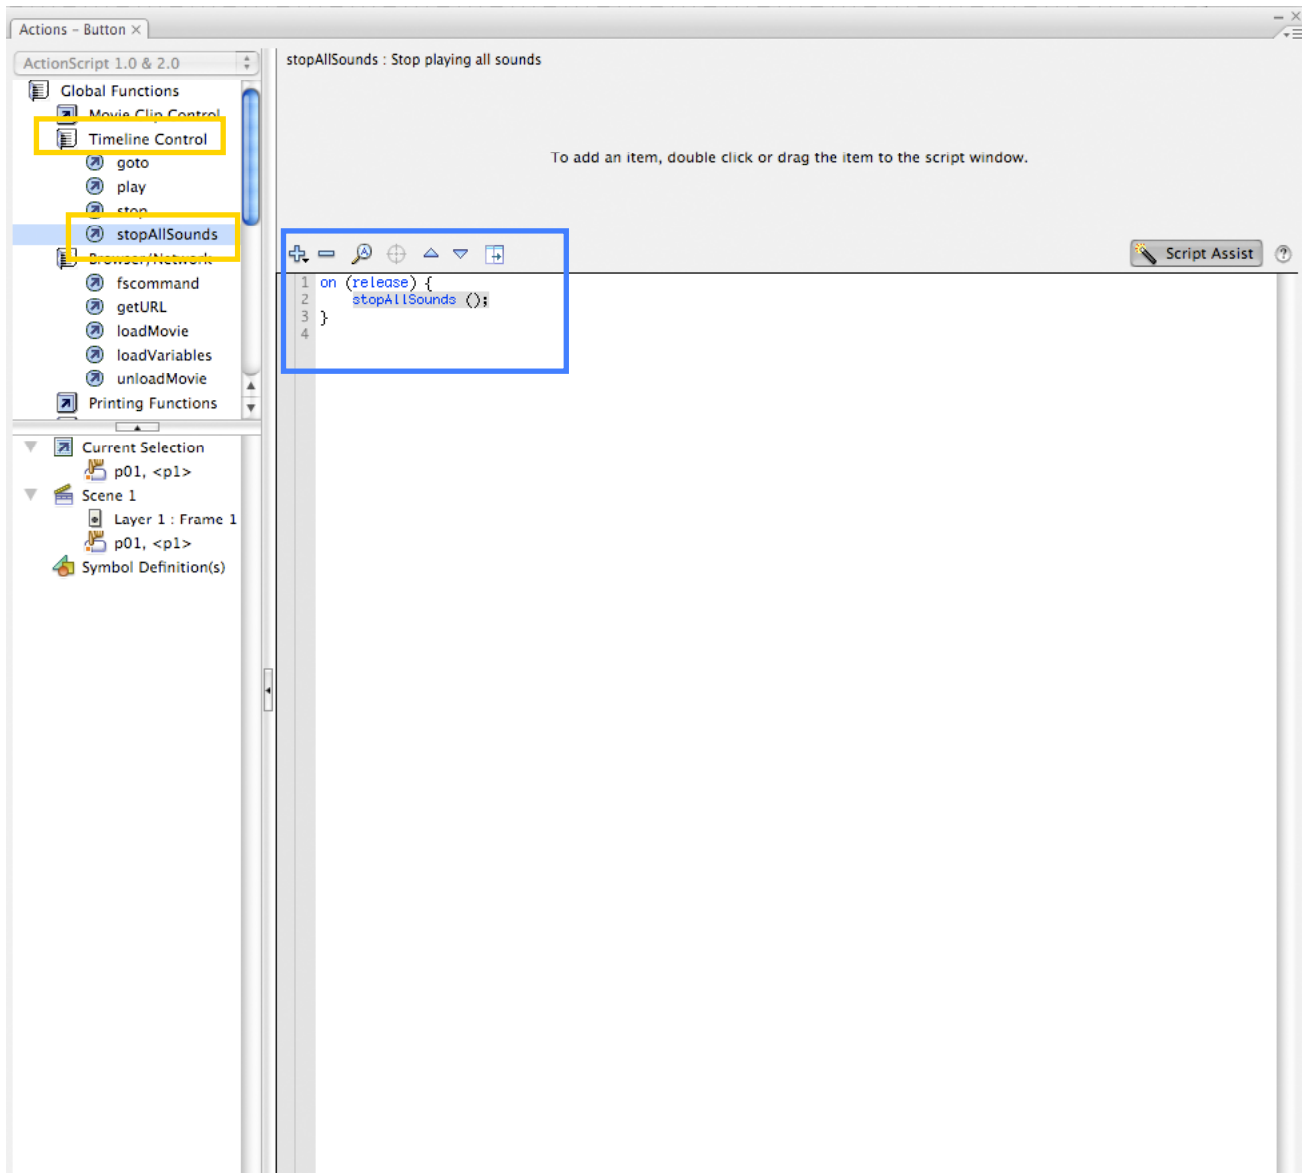 Actions – Button ×
ActionScript 1.0 & 2.0
Global Functions
Movie Clip Control
Timeline Control
goto
play
stop
stopAllSounds
Browser/Network
fscommand
getURL
loadMovie
loadVariables
unloadMovie
Printing Functions
Current Selection
p01, <p1>
Scene 1
Layer 1 : Frame 1
p01, <p1>
Symbol Definition(s)
stopAllSounds : Stop playing all sounds
To add an item, double click or drag the item to the script window.
Script Assist
1 on (release) {
2 stopAllSounds ();
3 }
4